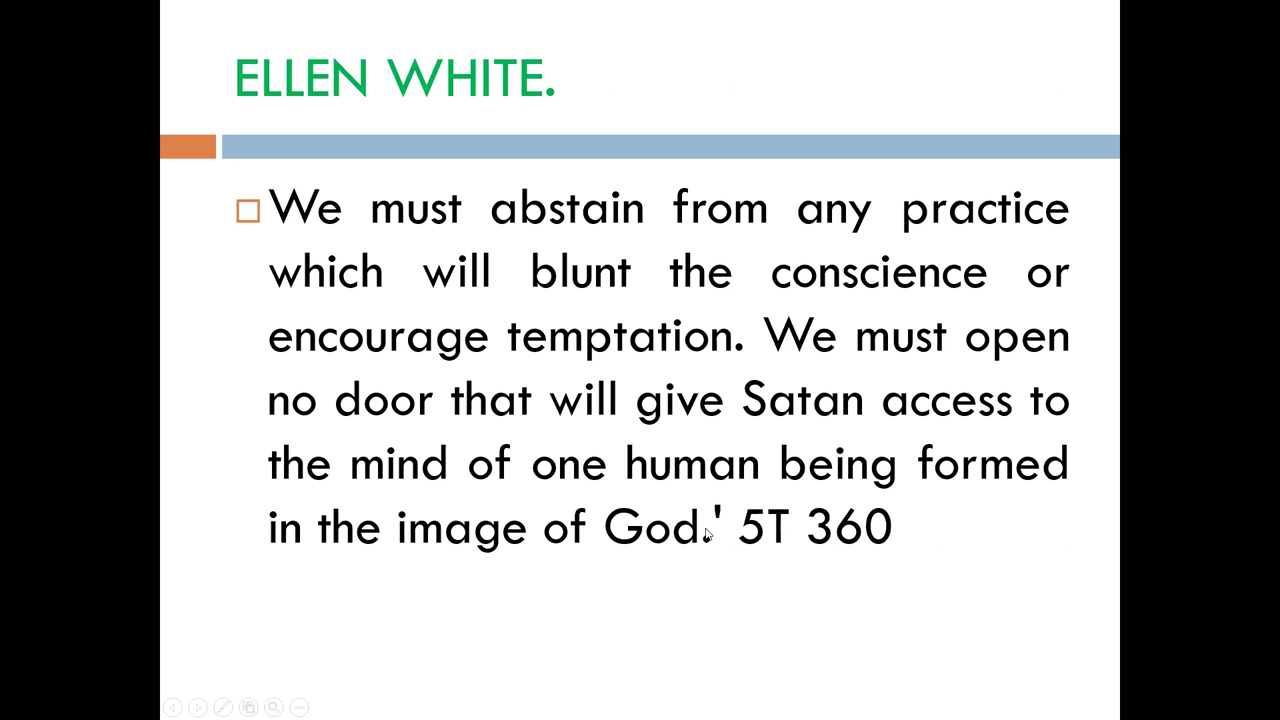 ELLEN WHITE.
We must abstain from any practice
which will blunt the conscience or
encourage temptation. We must open
no door that will give Satan access to
the mind of one human being formed
in the image of God.' 5T 360